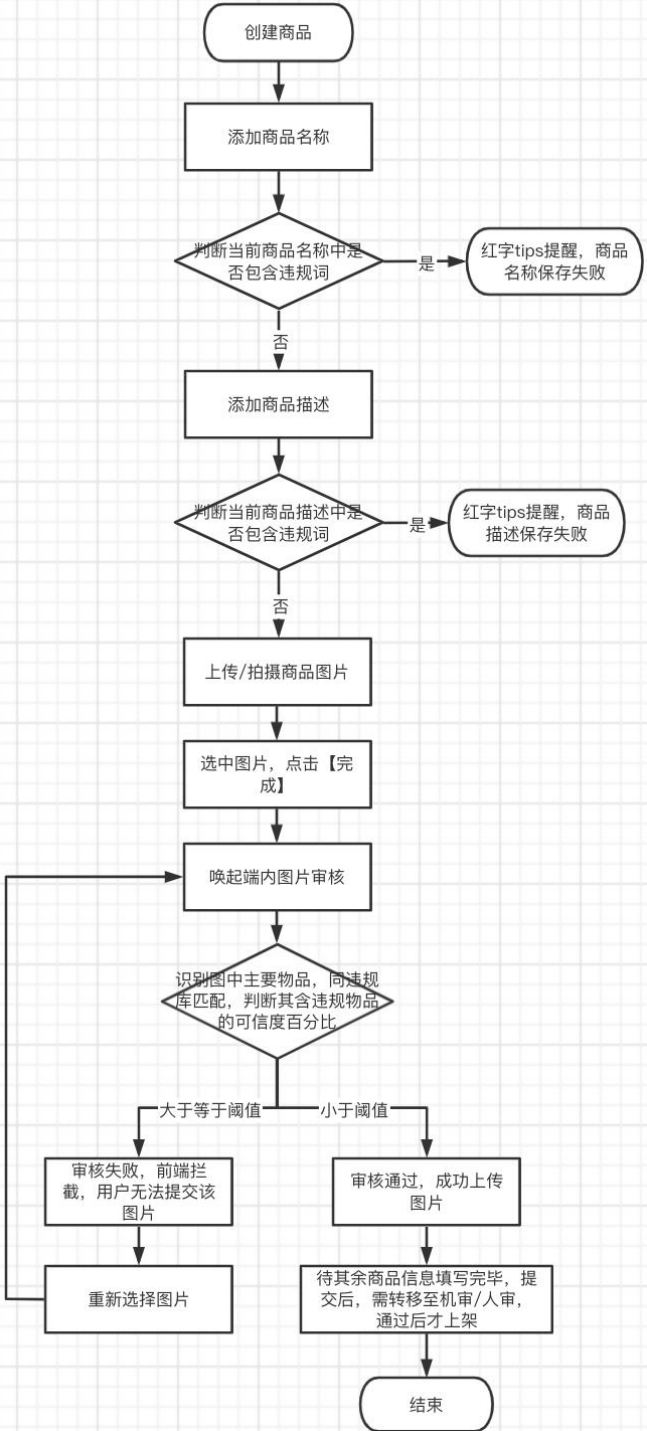 创建商品
添加商品名称
判断当前商品名称中是
否包含违规词
是
红字tips提醒，商品
名称保存失败
否
添加商品描述
判断当前商品描述中是
否包含违规词
是
红字tips提醒，商品
描述保存失败
否
上传/拍摄商品图片
选中图片，点击【完
成】
唤起端内图片审核
识别图中主要物品，同违规
库匹配，判断其含违规物品
的可信度百分比
大于等于阈值
小于阈值
审核失败，前端拦
截，用户无法提交该
图片
审核通过，成功上传
图片
重新选择图片
待其余商品信息填写完毕，提
交后，需转移至机审/人审，
通过后才上架
结束